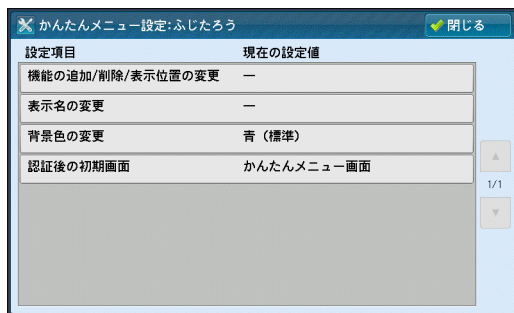 かんたんメニュー設定:ふじたろう
閉じる
設定項目 現在の設定値
機能の追加/削除/表示位置の変更 ―
表示名の変更 ―
背景色の変更 青（標準）
認証後の初期画面 かんたんメニュー画面
1/1